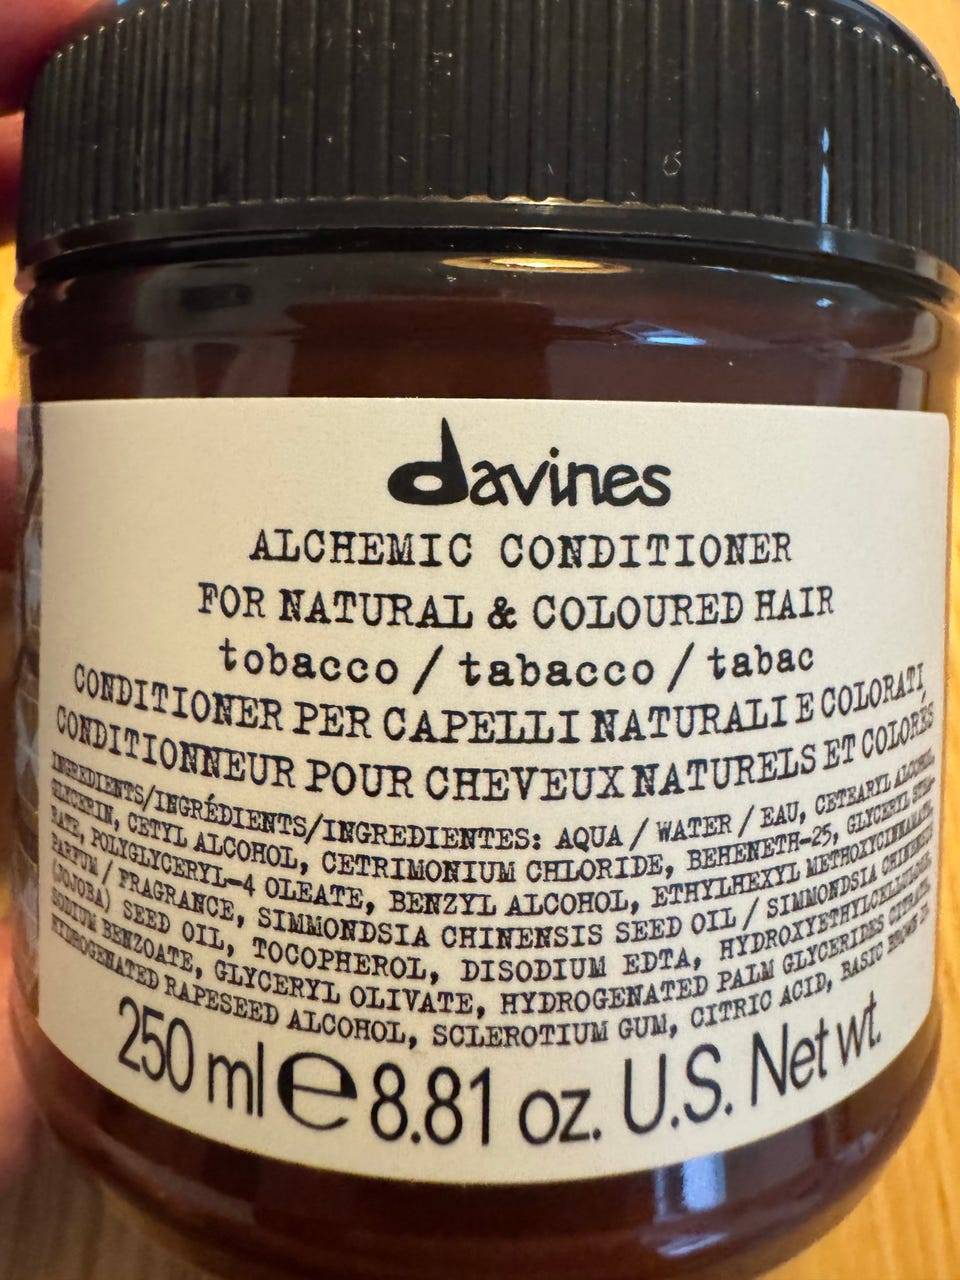 davines
ALCHEMIC CONDITIONER
FOR NATURAL & COLOURED HAIR
tobacco / tabacco / tabac
CONDITIONER PER CAPELLI NATURALI E COLORATI,
CONDITIONNEUR POUR CHEVEUX NATURELS ET COLORÉS
INGREDIENTS/INGRÉDIENTS/INGREDIENTES: AQUA / WATER / EAU, CETEARYL ALCOHOL,
GLYCERIN, CETYL ALCOHOL, CETRIMONIUM CHLORIDE, BEHENETH-25, GLYCERYL STEA-
RATE, POLYGLYCERYL-4 OLEATE, BENZYL ALCOHOL, ETHYLHEXYL METHOXYCINNAMATE,
PARFUM / FRAGRANCE, SIMMONDSIA CHINENSIS SEED OIL / SIMMONDSIA CHINENSIS
(JOJOBA) SEED OIL, TOCOPHEROL, DISODIUM EDTA, HYDROXYETHYLCELLULOSE,
SODIUM BENZOATE, GLYCERYL OLIVATE, HYDROGENATED PALM GLYCERIDES CITRATE,
HYDROGENATED RAPESEED ALCOHOL, SCLEROTIUM GUM, CITRIC ACID, BASIC BROWN
250 ml e 8.81 oz. U.S. Net wt.